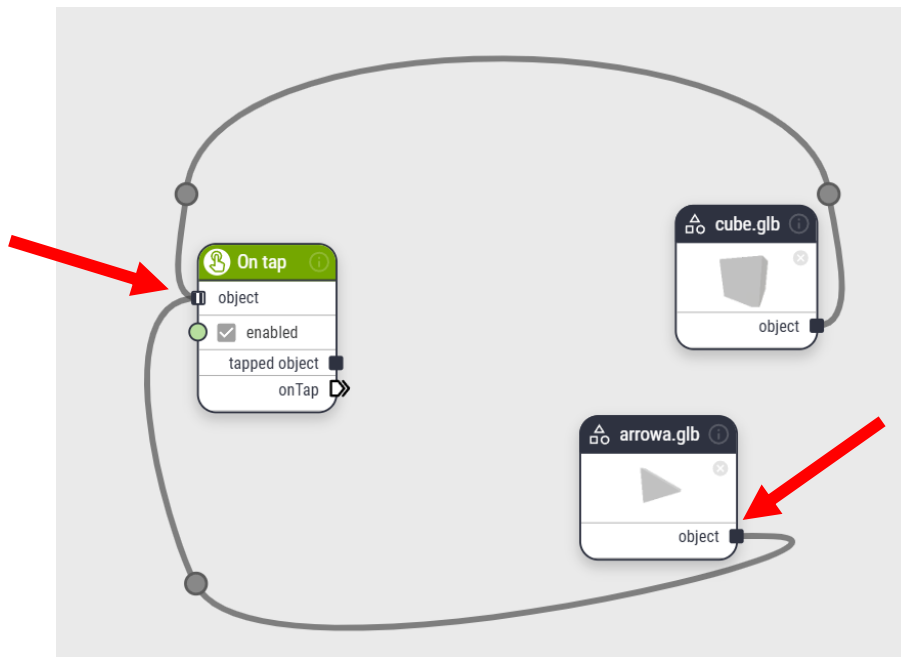 On tap
object
enabled
tapped object
onTap
cube.glb
object
arrowa.glb
object